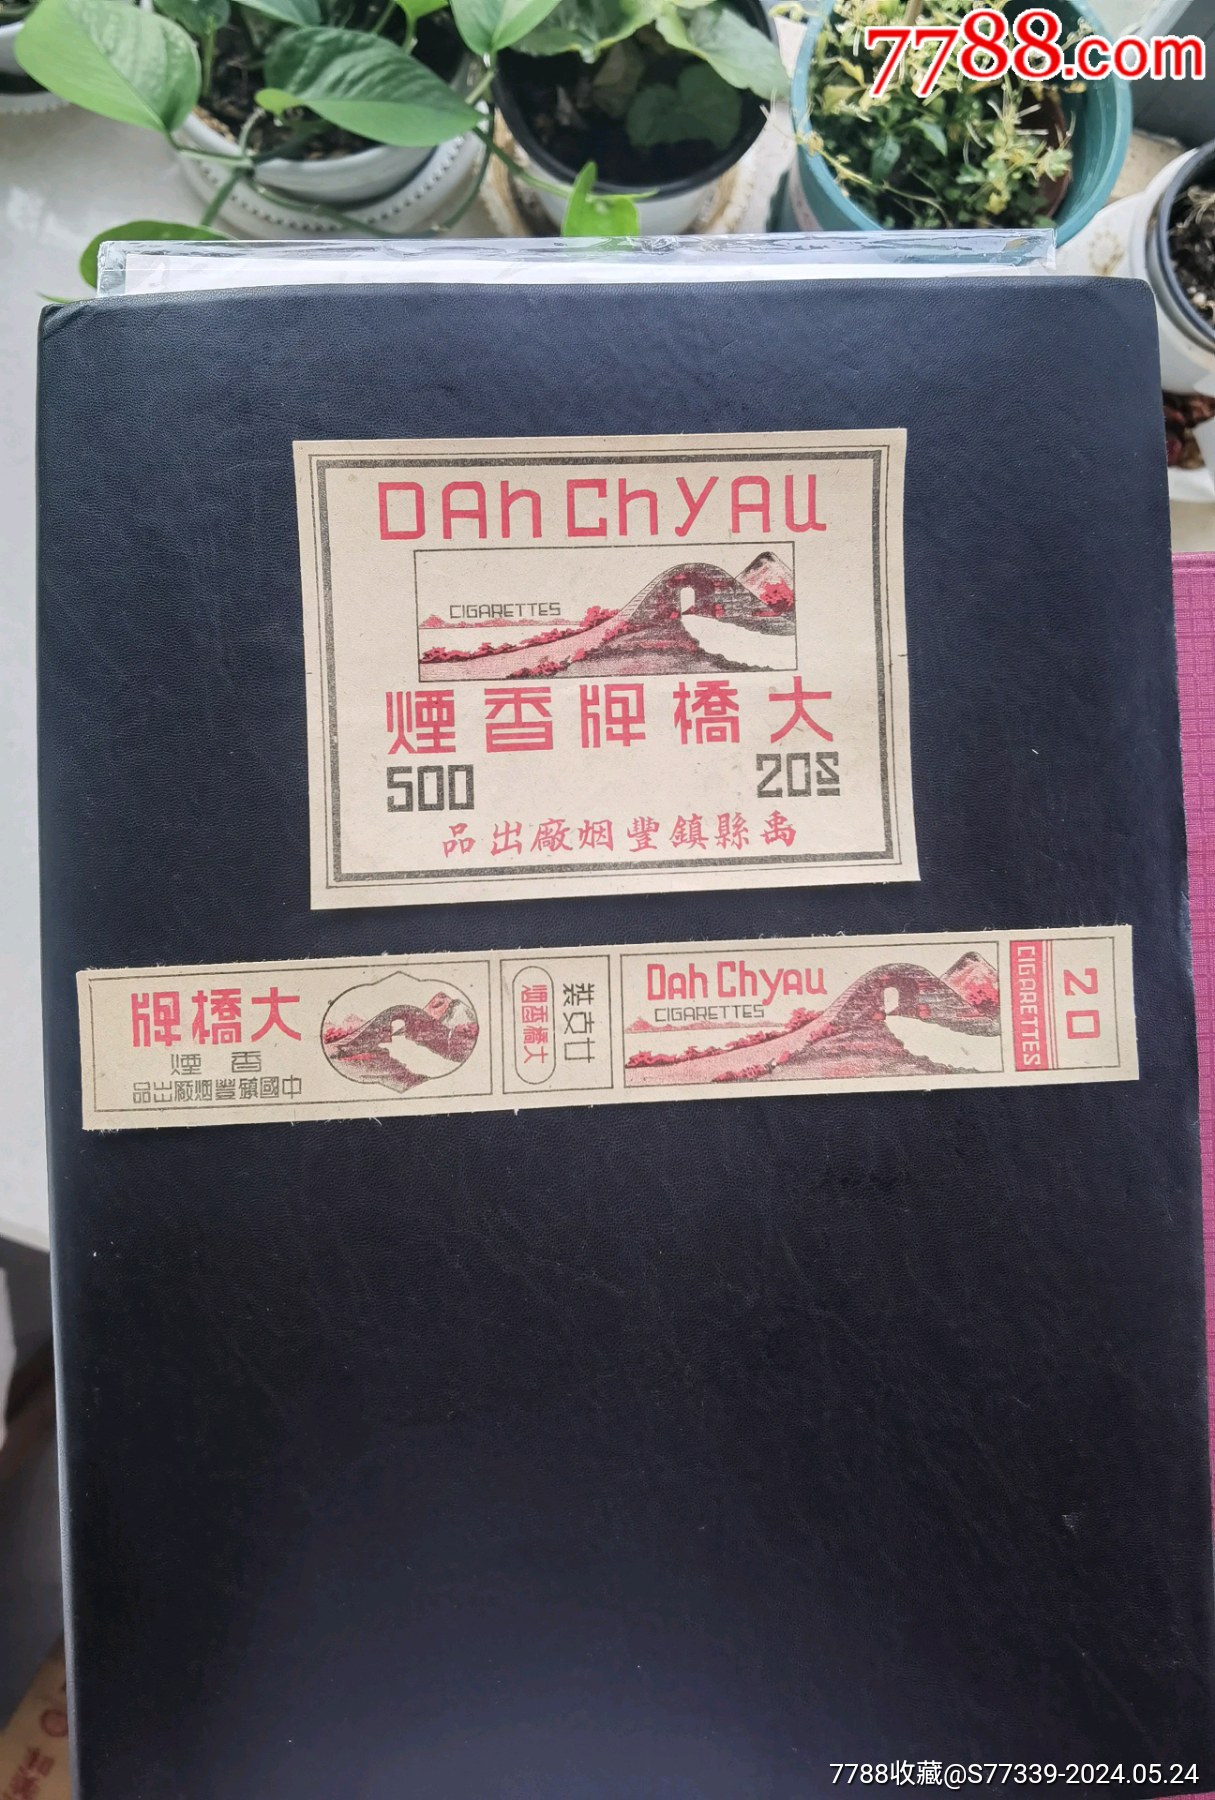 7788.com
DAh ChyAU
CIGARETTES
大橋牌香煙
500 20S
禹縣鎮豐烟廠出品
大橋牌
香煙
中國鎮豐烟廠出品
廿支裝
大橋香烟
DAh ChyAU
CIGARETTES
CIGARETTES
20
7788收藏@S77339-2024.05.24